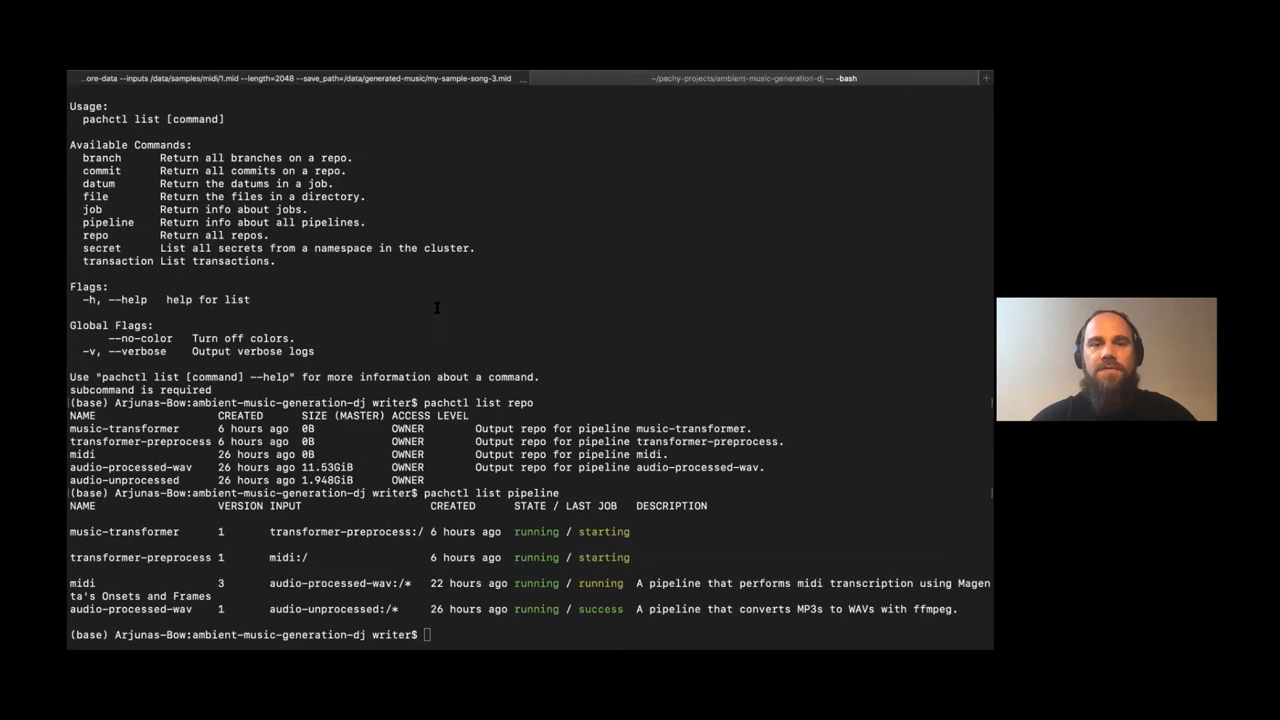 ...ore-data --inputs /data/samples/midi/1.mid --length=2048 --save_path=/data/generated-music/my-sample-song-3.mid ... ~/pachy-projects/ambient-music-generation-dj — -bash +
Usage:
pachctl list [command]
Available Commands:
branch Return all branches on a repo.
commit Return all commits on a repo.
datum Return the datums in a job.
file Return the files in a directory.
job Return info about jobs.
pipeline Return info about all pipelines.
repo Return all repos.
secret List all secrets from a namespace in the cluster.
transaction List transactions.
Flags:
-h, --help help for list
Global Flags:
--no-color Turn off colors.
-v, --verbose Output verbose logs
Use "pachctl list [command] --help" for more information about a command.
subcommand is required
(base) Arjunas-Bow:ambient-music-generation-dj writer$ pachctl list repo
NAME CREATED SIZE (MASTER) ACCESS LEVEL
music-transformer 6 hours ago 0B OWNER Output repo for pipeline music-transformer.
transformer-preprocess 6 hours ago 0B OWNER Output repo for pipeline transformer-preprocess.
midi 26 hours ago 0B OWNER Output repo for pipeline midi.
audio-processed-wav 26 hours ago 11.53GiB OWNER Output repo for pipeline audio-processed-wav.
audio-unprocessed 26 hours ago 1.948GiB OWNER
(base) Arjunas-Bow:ambient-music-generation-dj writer$ pachctl list pipeline
NAME VERSION INPUT CREATED STATE / LAST JOB DESCRIPTION
music-transformer 1 transformer-preprocess:/ 6 hours ago running / starting
transformer-preprocess 1 midi:/ 6 hours ago running / starting
midi 3 audio-processed-wav:/* 22 hours ago running / running A pipeline that performs midi transcription using Magen
ta's Onsets and Frames
audio-processed-wav 1 audio-unprocessed:/* 26 hours ago running / success A pipeline that converts MP3s to WAVs with ffmpeg.
(base) Arjunas-Bow:ambient-music-generation-dj writer$